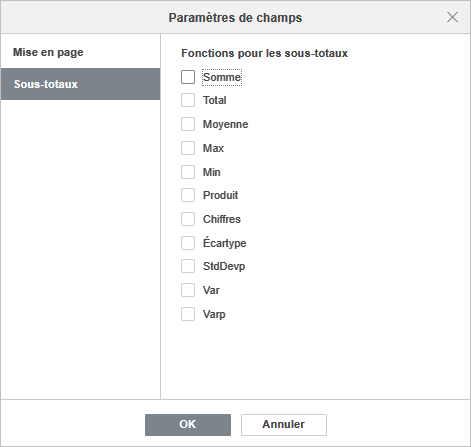 Paramètres de champs
Mise en page
Sous-totaux
Fonctions pour les sous-totaux
Somme
Total
Moyenne
Max
Min
Produit
Chiffres
Écartype
StdDevp
Var
Varp
OK
Annuler